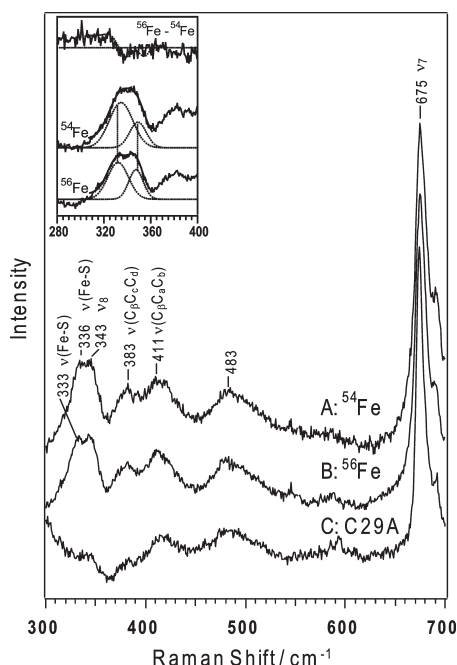 ⁵⁶Fe - ⁵⁴Fe
⁵⁴Fe
⁵⁶Fe
280 320 360 400
675 ν₇
333 ν(Fe-S)
336 ν(Fe-S)
343 ν₈
383 ν(CβCcCd)
411 ν(CβCaCb)
483
A: ⁵⁴Fe
B: ⁵⁶Fe
C: C29A
Intensity
300 400 500 600 700
Raman Shift / cm⁻¹